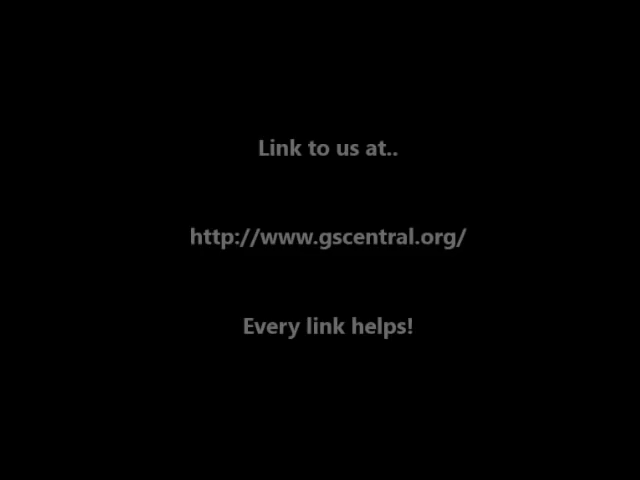 Link to us at..
http://www.gscentral.org/
Every link helps!